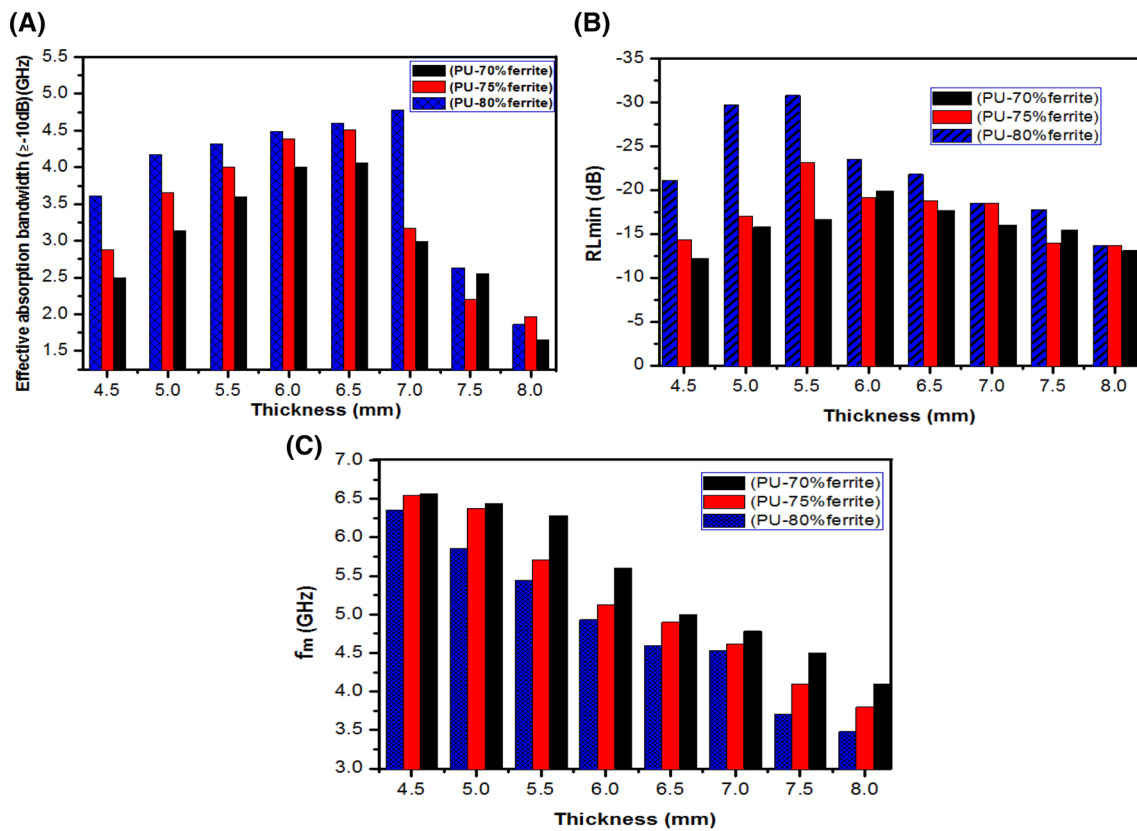 (A)
Effective absorption bandwidth (≥-10dB)(GHz)
5.5
5.0
4.5
4.0
3.5
3.0
2.5
2.0
1.5
(PU-70%ferrite)
(PU-75%ferrite)
(PU-80%ferrite)
4.5 5.0 5.5 6.0 6.5 7.0 7.5 8.0
Thickness (mm)
(B)
RLmin (dB)
-30
-25
-20
-15
-10
-5
0
(PU-70%ferrite)
(PU-75%ferrite)
(PU-80%ferrite)
4.5 5.0 5.5 6.0 6.5 7.0 7.5 8.0
Thickness (mm)
(C)
fm (GHz)
7.0
6.5
6.0
5.5
5.0
4.5
4.0
3.5
3.0
(PU-70%ferrite)
(PU-75%ferrite)
(PU-80%ferrite)
4.5 5.0 5.5 6.0 6.5 7.0 7.5 8.0
Thickness (mm)